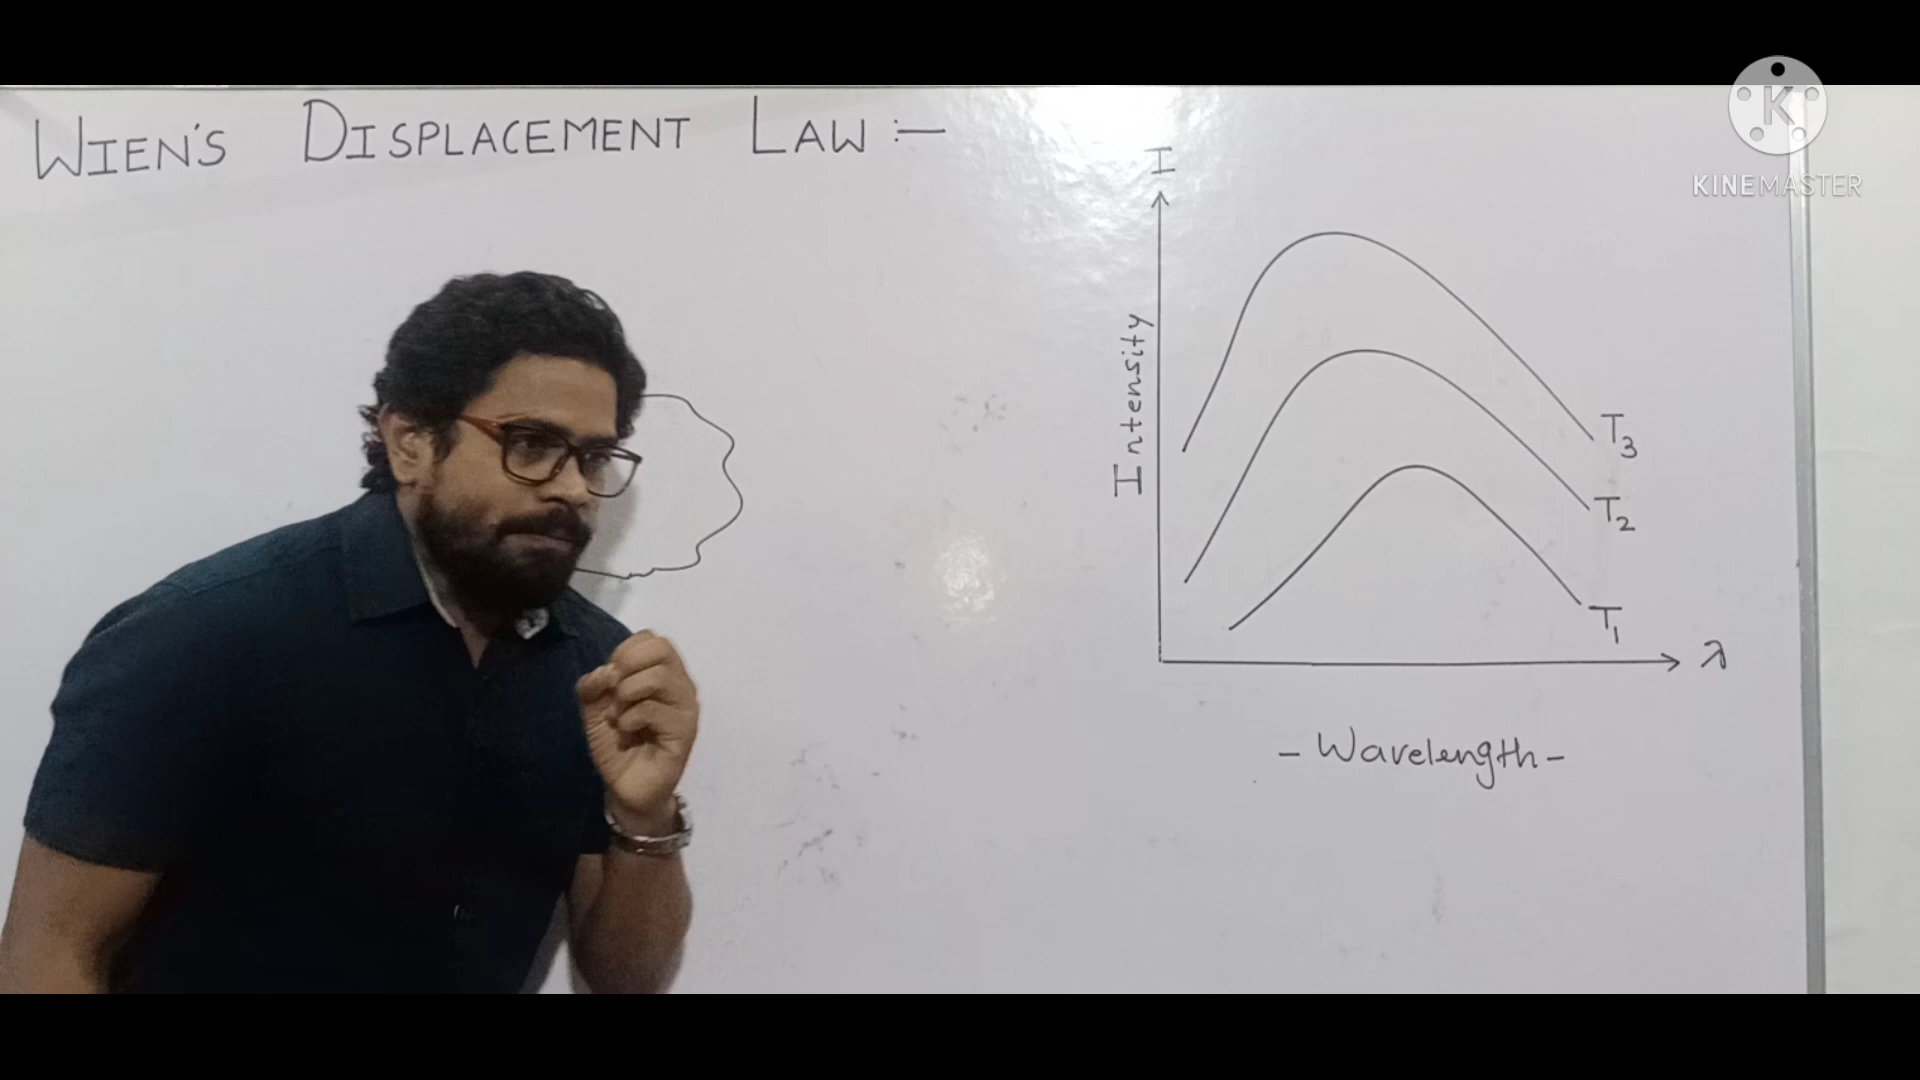 WIEN'S DISPLACEMENT LAW :—
KINEMASTER
I
Intensity
T3
T2
T1
λ
- Wavelength -